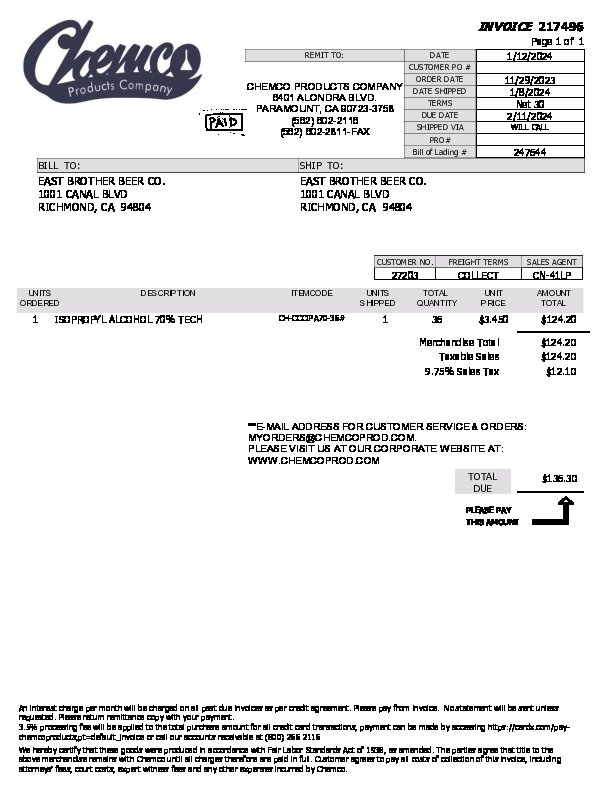 Chemco
Products Company
INVOICE 217496
Page 1 of 1
REMIT TO:
CHEMCO PRODUCTS COMPANY
6401 ALONDRA BLVD.
PARAMOUNT, CA 90723-3758
(562) 602-2116
(562) 602-2611-FAX
PAID
DATE 1/12/2024
CUSTOMER PO #
ORDER DATE 11/29/2023
DATE SHIPPED 1/8/2024
TERMS Net 30
DUE DATE 2/11/2024
SHIPPED VIA WILL CALL
PRO#
Bill of Lading # 247644
BILL TO: SHIP TO:
EAST BROTHER BEER CO. EAST BROTHER BEER CO.
1001 CANAL BLVD 1001 CANAL BLVD
RICHMOND, CA 94804 RICHMOND, CA 94804
CUSTOMER NO. FREIGHT TERMS SALES AGENT
27203 COLLECT CN-41LP
UNITS ORDERED DESCRIPTION ITEMCODE UNITS SHIPPED TOTAL QUANTITY UNIT PRICE AMOUNT TOTAL
1 ISOPROPYL ALCOHOL 70% TECH 1 36 $3.450 $124.20
Merchandise Total $124.20
Taxable Sales $124.20
9.75% Sales Tax $12.10
**E-MAIL ADDRESS FOR CUSTOMER SERVICE & ORDERS:
MYORDERS@CHEMCOPROD.COM.
PLEASE VISIT US AT OUR CORPORATE WEBSITE AT:
WWW.CHEMCOPROD.COM
TOTAL DUE $136.30
PLEASE PAY
THIS AMOUNT
An interest charge per month will be charged on all past due invoices as per credit agreement. Please pay from invoice. No statement will be sent unless
requested. Please return remittance copy with your payment.
3.5% processing fee will be applied to the total purchase amount for all credit card transactions, payment can be made by accessing https://cardx.com/pay-
chemcoproducts?pt=default_invoice or call our accounts receivable at (800) 266 2116
We hereby certify that these goods were produced in accordance with Fair Labor Standards Act of 1938, as amended. The parties agree that title to the
above merchandise remains with Chemco until all charges therefore are paid in full. Customer agrees to pay all costs of collection of this invoice, including
attorneys' fees, court costs, expert witness fees and any other expenses incurred by Chemco.